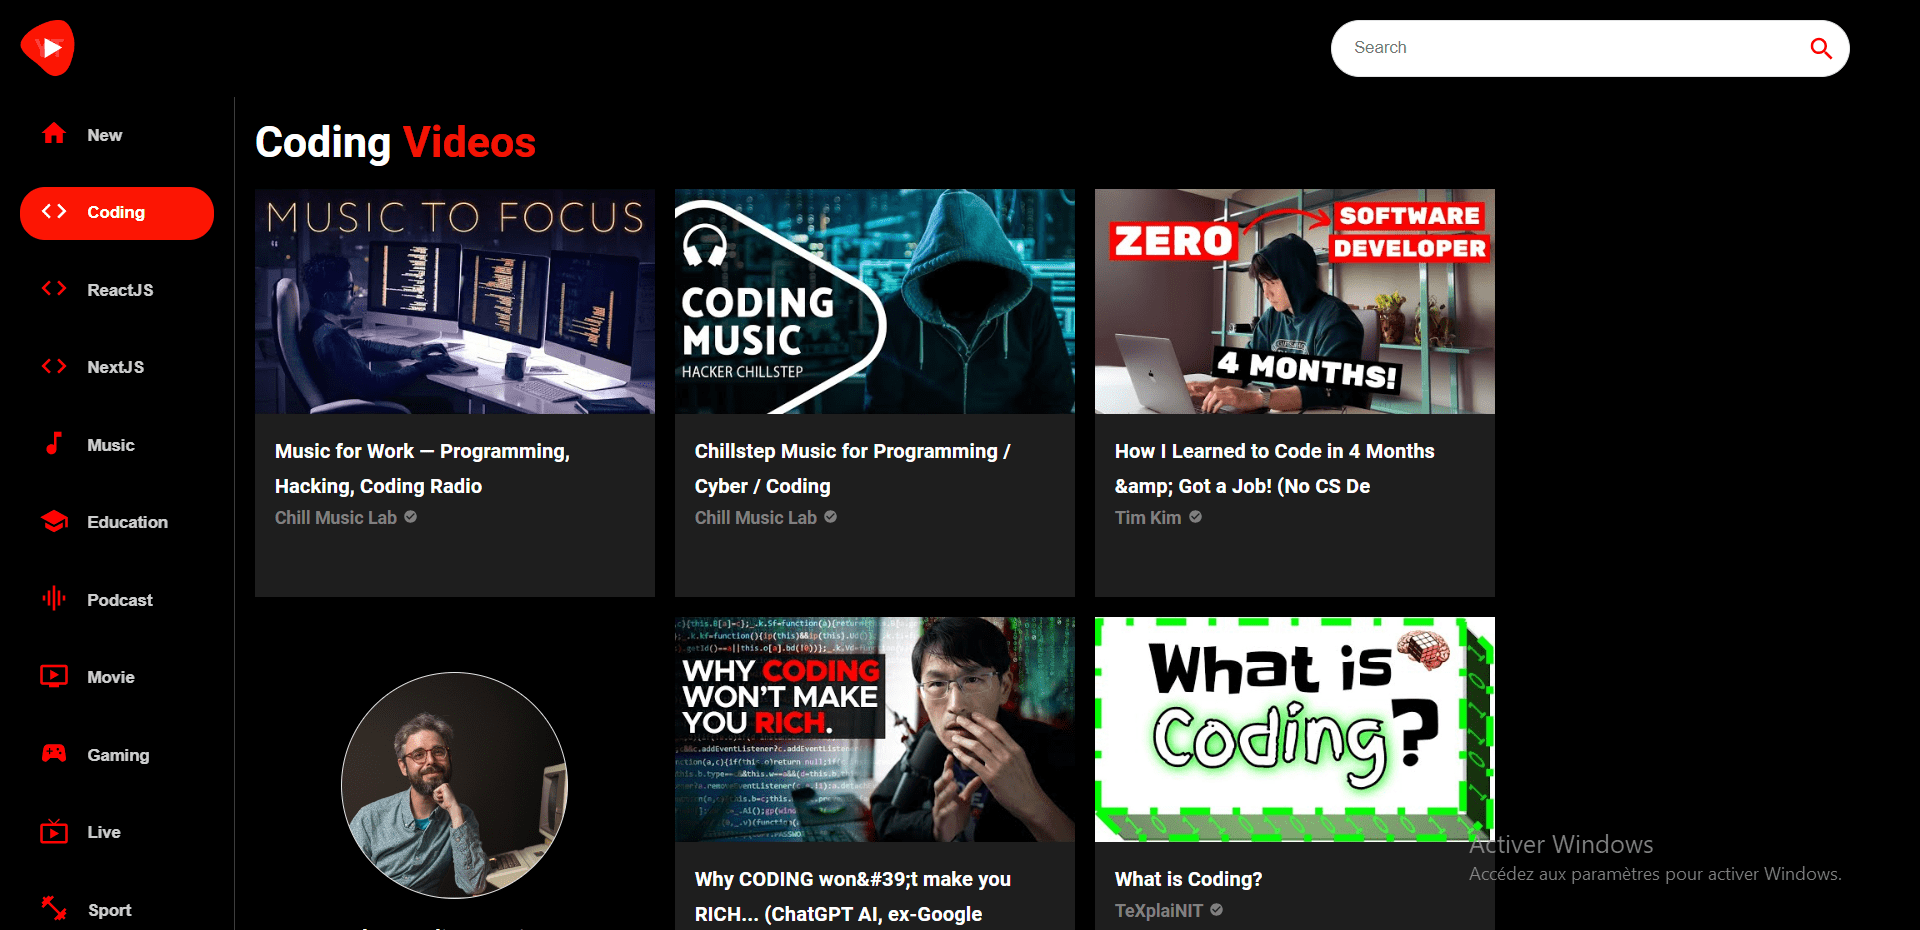 Search
New
Coding
ReactJS
NextJS
Music
Education
Podcast
Movie
Gaming
Live
Sport
Coding Videos
MUSIC TO FOCUS
Music for Work — Programming,
Hacking, Coding Radio
Chill Music Lab
CODING
MUSIC
HACKER CHILLSTEP
Chillstep Music for Programming /
Cyber / Coding
Chill Music Lab
ZERO
SOFTWARE
DEVELOPER
4 MONTHS!
How I Learned to Code in 4 Months
&amp; Got a Job! (No CS De
Tim Kim
WHY CODING
WON'T MAKE
YOU RICH.
Why CODING won&#39;t make you
RICH... (ChatGPT AI, ex-Google
What is
Coding?
What is Coding?
TeXplaiNIT
Activer Windows
Accédez aux paramètres pour activer Windows.